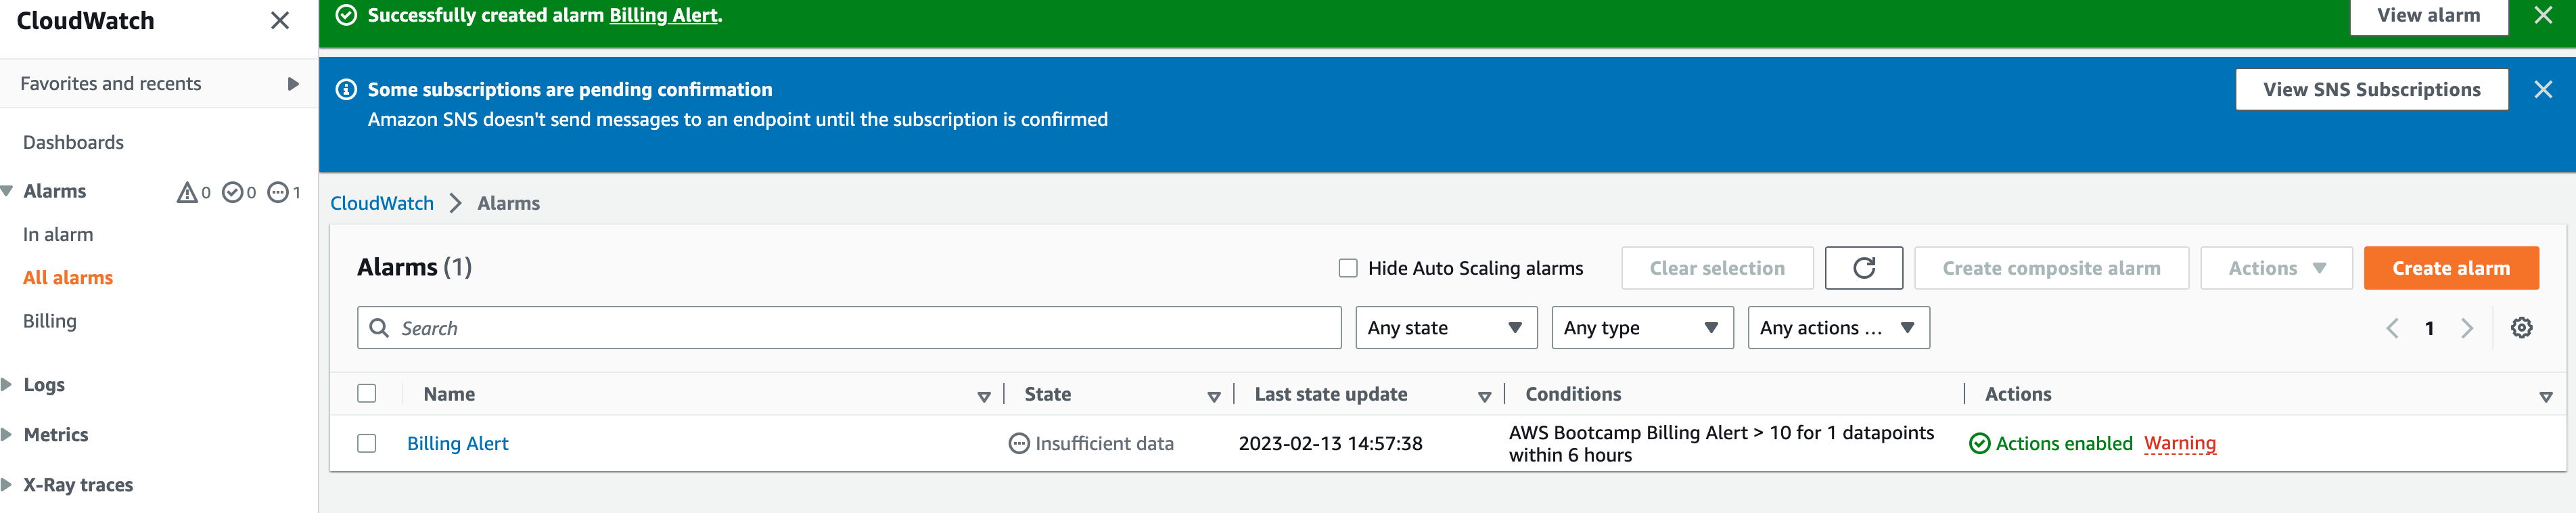 CloudWatch
Favorites and recents
Dashboards
Alarms 0 0 1
In alarm
All alarms
Billing
Logs
Metrics
X-Ray traces
Successfully created alarm Billing Alert.
View alarm
Some subscriptions are pending confirmation
Amazon SNS doesn't send messages to an endpoint until the subscription is confirmed
View SNS Subscriptions
CloudWatch > Alarms
Alarms (1)
Hide Auto Scaling alarms
Clear selection
Create composite alarm
Actions
Create alarm
Search
Any state
Any type
Any actions ...
1
Name State Last state update Conditions Actions
Billing Alert
Insufficient data
2023-02-13 14:57:38
AWS Bootcamp Billing Alert > 10 for 1 datapoints
within 6 hours
Actions enabled Warning